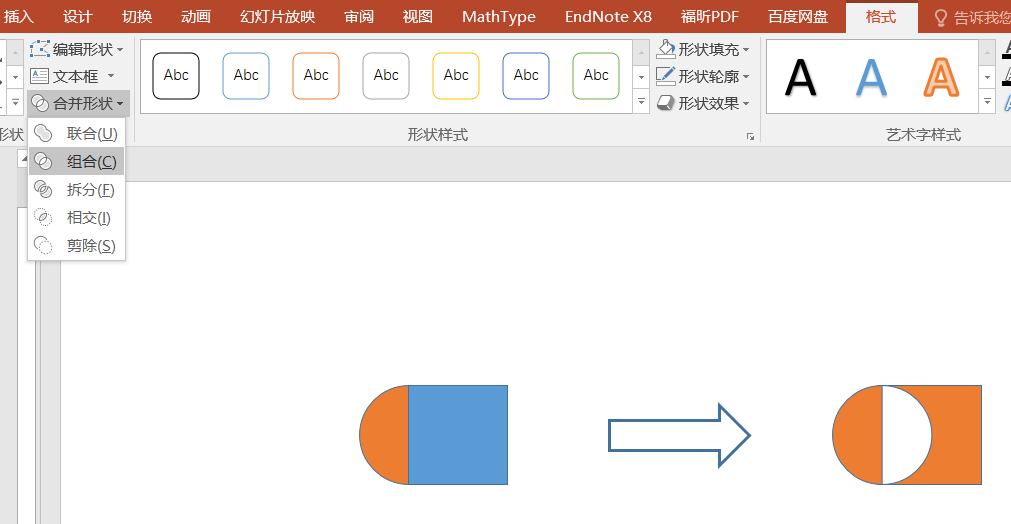 插入 设计 切换 动画 幻灯片放映 审阅 视图 MathType EndNote X8 福昕PDF 百度网盘 格式 告诉我您
编辑形状
文本框
合并形状
Abc Abc Abc Abc Abc Abc Abc
形状填充
形状轮廓
形状效果
A A A
形状
形状样式
艺术字样式
联合(U)
组合(C)
拆分(F)
相交(I)
剪除(S)